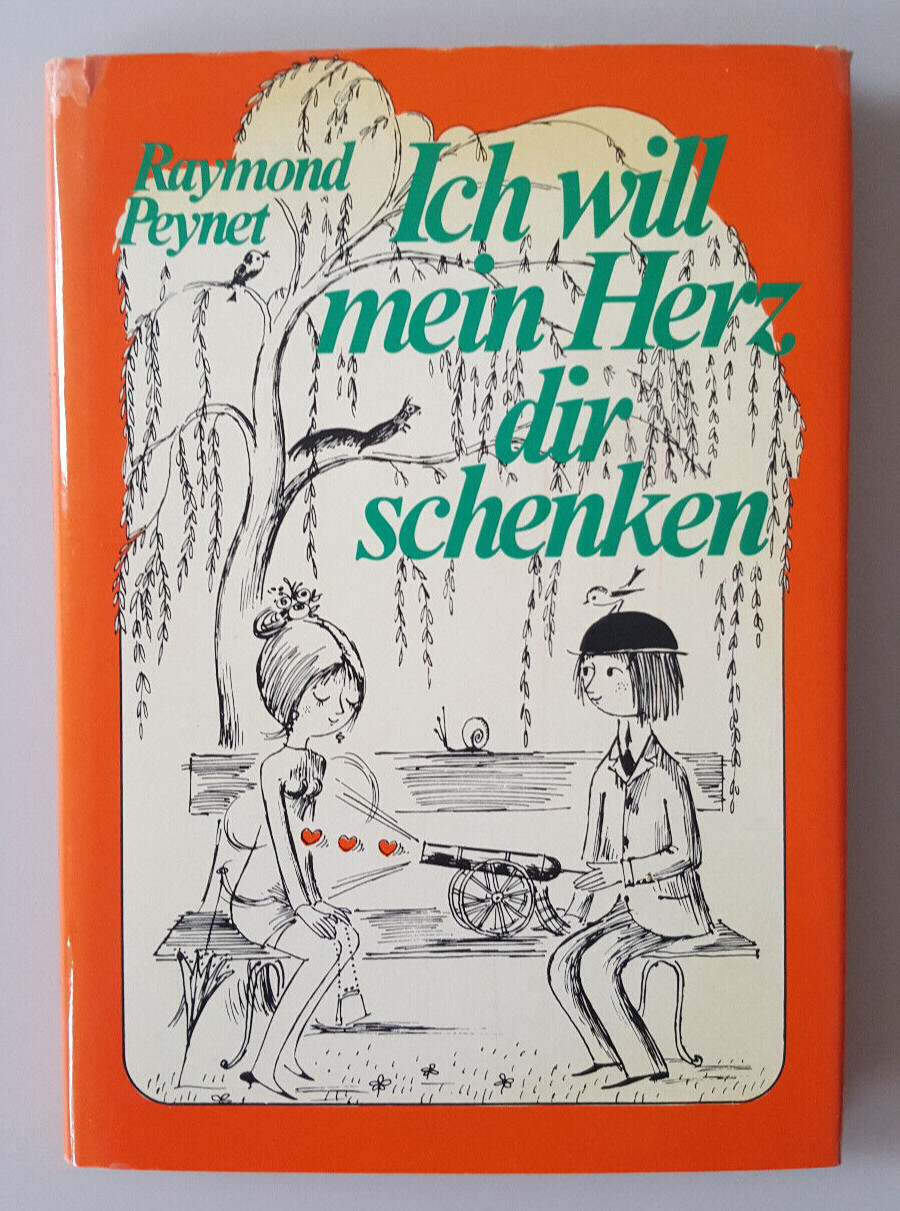 Raymond
Peynet
Ich will
mein Herz
dir
schenken